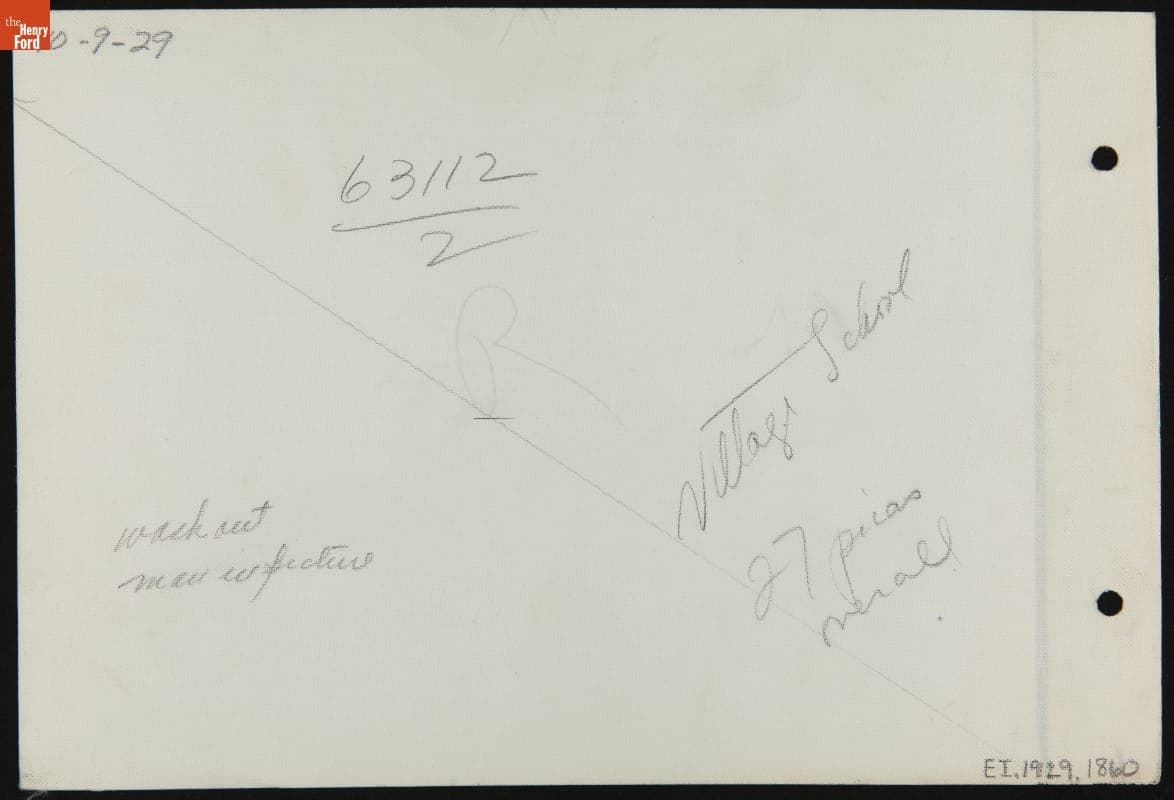 the
Henry
Ford
0-9-29
63112
2
R
Village School
wash out
man in picture
27 picas
overall
EI.1929.1860